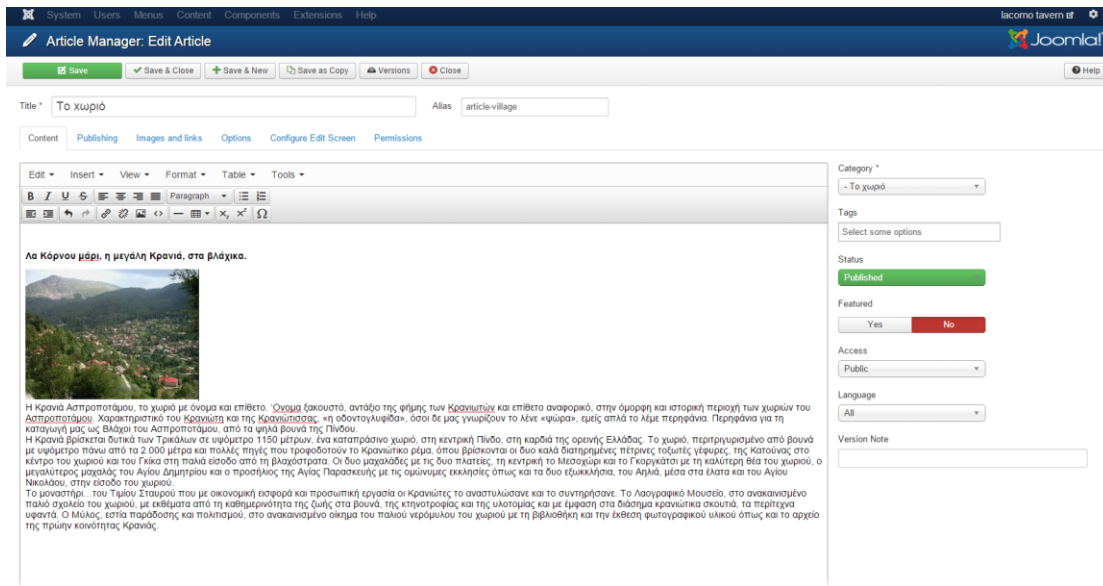 System Users Menus Content Components Extensions Help
lacorno tavern
Article Manager: Edit Article
Joomla!
Save Save & Close Save & New Save as Copy Versions Close Help
Title * Το χωριό Alias article-village
Content Publishing Images and links Options Configure Edit Screen Permissions
Edit Insert View Format Table Tools
B I U S Paragraph
Ω
Λα Κόρνου μάρι, η μεγάλη Κρανιά, στα βλάχικα.
Η Κρανιά Ασπροποτάμου, το χωριό με όνομα και επίθετο. Όνομα ξακουστό, αντάξιο της φήμης των Κρανιωτών και επίθετο αναφορικό, στην όμορφη και ιστορική περιοχή των χωριών του
Ασπροποτάμου. Χαρακτηριστικό του Κρανιώτη και της Κρανιώτισσας, «η οδοντογλυφίδα», όσοι δε μας γνωρίζουν το λένε «ψώρα», εμείς απλά το λέμε περηφάνια. Περηφάνια για τη
καταγωγή μας ως Βλάχοι του Ασπροποτάμου, από τα ψηλά βουνά της Πίνδου.
Η Κρανιά βρίσκεται δυτικά των Τρικάλων σε υψόμετρο 1150 μέτρων, ένα καταπράσινο χωριό, στη κεντρική Πίνδο, στη καρδιά της ορεινής Ελλάδας. Το χωριό, περιτριγυρισμένο από βουνά
με υψόμετρο πάνω από τα 2.000 μέτρα και πολλές πηγές που τροφοδοτούν το Κρανιώτικο ρέμα, όπου βρίσκονται οι δυο καλά διατηρημένες πέτρινες τοξωτές γέφυρες, της Κατούνας στο
κέντρο του χωριού και του Γκίκα στη παλιά είσοδο από τη βλαχόστρατα. Οι δυο μαχαλάδες με τις δυο πλατείες, τη κεντρική το Μεσοχώρι και το Γκοργκάτσι με τη καλύτερη θέα του χωριού, ο
μεγαλύτερος μαχαλάς του Αγίου Δημητρίου και ο προσήλιος της Αγίας Παρασκευής με τις ομώνυμες εκκλησίες όπως και τα δυο εξωκκλήσια, του Αηλιά, μέσα στα έλατα και του Αγίου
Νικολάου, στην είσοδο του χωριού.
Το μοναστήρι…του Τιμίου Σταυρού που με οικονομική εισφορά και προσωπική εργασία οι Κρανιώτες το αναστυλώσανε και το συντηρήσανε. Το Λαογραφικό Μουσείο, στο ανακαινισμένο
παλιό σχολείο του χωριού, με εκθέματα από τη καθημερινότητα της ζωής στα βουνά, της κτηνοτροφίας και της υλοτομίας και με έμφαση στα διάσημα κρανιώτικα σκουτιά, τα περίτεχνα
υφαντά. Ο Μύλος, εστία παράδοσης και πολιτισμού, στο ανακαινισμένο οίκημα του παλιού νερόμυλου του χωριού με τη βιβλιοθήκη και την έκθεση φωτογραφικού υλικού όπως και το αρχείο
της πρώην κοινότητας Κρανιάς.
Category *
- Το χωριό
Tags
Select some options
Status
Published
Featured
Yes No
Access
Public
Language
All
Version Note